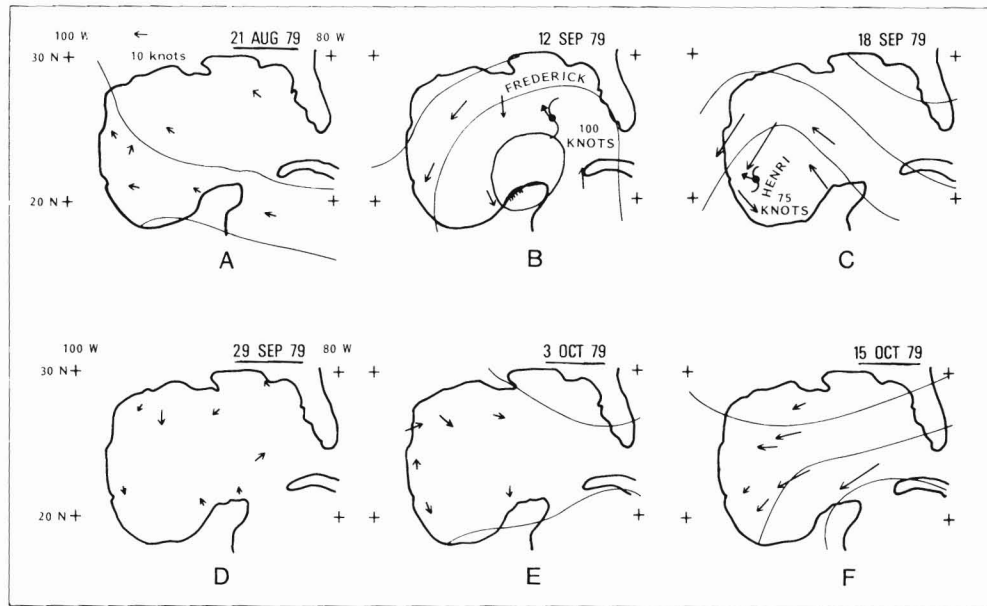 100 W
10 knots
21 AUG 79
80 W
30 N
20 N
A
12 SEP 79
FREDERICK
100
KNOTS
B
18 SEP 79
HENRI
75
KNOTS
C
100 W
29 SEP 79
80 W
30 N
20 N
D
3 OCT 79
E
15 OCT 79
F